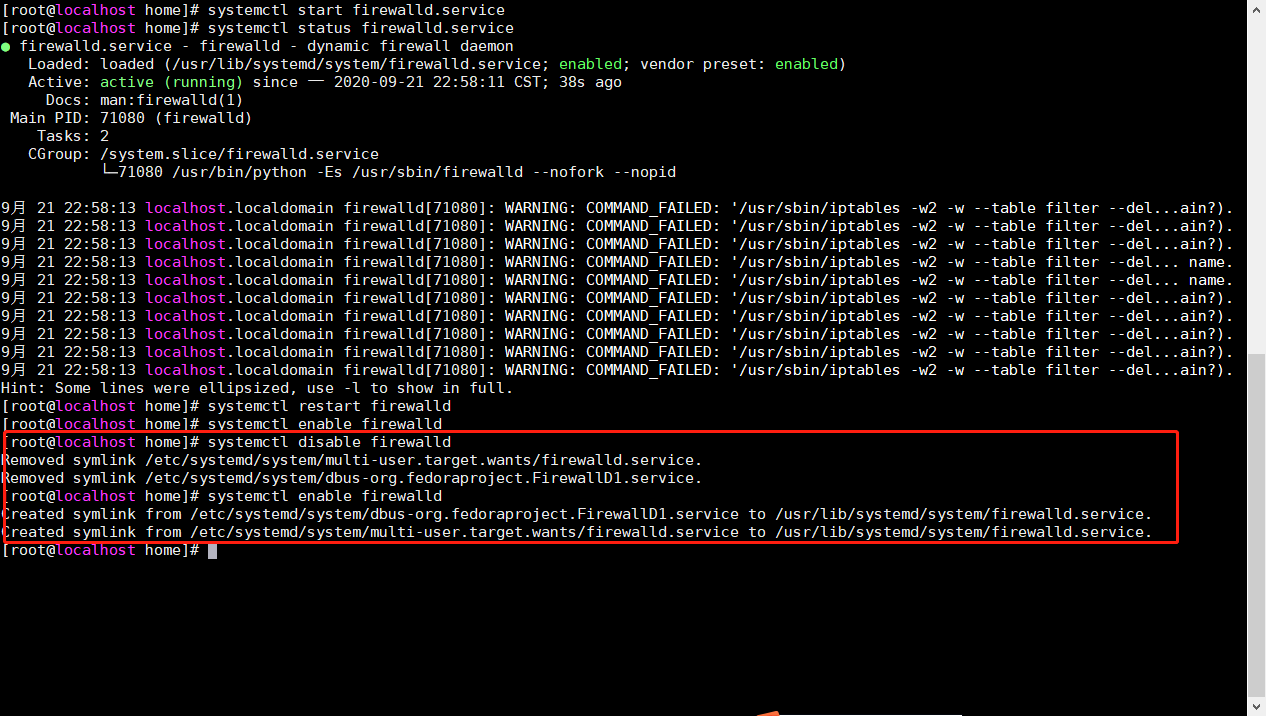 [root@localhost home]# systemctl start firewalld.service
[root@localhost home]# systemctl status firewalld.service
● firewalld.service - firewalld - dynamic firewall daemon
   Loaded: loaded (/usr/lib/systemd/system/firewalld.service; enabled; vendor preset: enabled)
   Active: active (running) since 一 2020-09-21 22:58:11 CST; 38s ago
     Docs: man:firewalld(1)
 Main PID: 71080 (firewalld)
    Tasks: 2
   CGroup: /system.slice/firewalld.service
           └─71080 /usr/bin/python -Es /usr/sbin/firewalld --nofork --nopid
9月 21 22:58:13 localhost.localdomain firewalld[71080]: WARNING: COMMAND_FAILED: '/usr/sbin/iptables -w2 -w --table filter --del...ain?).
9月 21 22:58:13 localhost.localdomain firewalld[71080]: WARNING: COMMAND_FAILED: '/usr/sbin/iptables -w2 -w --table filter --del...ain?).
9月 21 22:58:13 localhost.localdomain firewalld[71080]: WARNING: COMMAND_FAILED: '/usr/sbin/iptables -w2 -w --table filter --del...ain?).
9月 21 22:58:13 localhost.localdomain firewalld[71080]: WARNING: COMMAND_FAILED: '/usr/sbin/iptables -w2 -w --table filter --del... name.
9月 21 22:58:13 localhost.localdomain firewalld[71080]: WARNING: COMMAND_FAILED: '/usr/sbin/iptables -w2 -w --table filter --del... name.
9月 21 22:58:13 localhost.localdomain firewalld[71080]: WARNING: COMMAND_FAILED: '/usr/sbin/iptables -w2 -w --table filter --del...ain?).
9月 21 22:58:13 localhost.localdomain firewalld[71080]: WARNING: COMMAND_FAILED: '/usr/sbin/iptables -w2 -w --table filter --del...ain?).
9月 21 22:58:13 localhost.localdomain firewalld[71080]: WARNING: COMMAND_FAILED: '/usr/sbin/iptables -w2 -w --table filter --del...ain?).
9月 21 22:58:13 localhost.localdomain firewalld[71080]: WARNING: COMMAND_FAILED: '/usr/sbin/iptables -w2 -w --table filter --del...ain?).
9月 21 22:58:13 localhost.localdomain firewalld[71080]: WARNING: COMMAND_FAILED: '/usr/sbin/iptables -w2 -w --table filter --del...ain?).
Hint: Some lines were ellipsized, use -l to show in full.
[root@localhost home]# systemctl restart firewalld
[root@localhost home]# systemctl enable firewalld
[root@localhost home]# systemctl disable firewalld
Removed symlink /etc/systemd/system/multi-user.target.wants/firewalld.service.
Removed symlink /etc/systemd/system/dbus-org.fedoraproject.FirewallD1.service.
[root@localhost home]# systemctl enable firewalld
Created symlink from /etc/systemd/system/dbus-org.fedoraproject.FirewallD1.service to /usr/lib/systemd/system/firewalld.service.
Created symlink from /etc/systemd/system/multi-user.target.wants/firewalld.service to /usr/lib/systemd/system/firewalld.service.
[root@localhost home]#